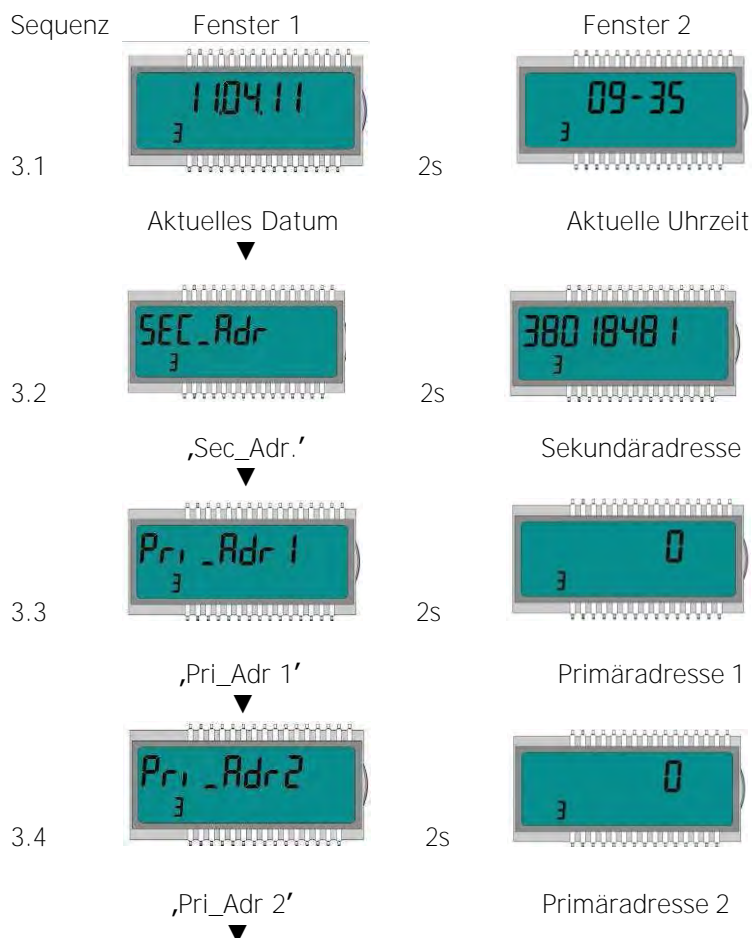 Sequenz Fenster 1 Fenster 2
11.04.11 09-35
3 3
3.1 2s
Aktuelles Datum Aktuelle Uhrzeit
▼
SEC_Adr 38018481
3 3
3.2 2s
‚Sec_Adr.' Sekundäradresse
▼
Pri_Adr1 0
3 3
3.3 2s
‚Pri_Adr 1' Primäradresse 1
▼
Pri_Adr2 0
3 3
3.4 2s
‚Pri_Adr 2' Primäradresse 2
▼